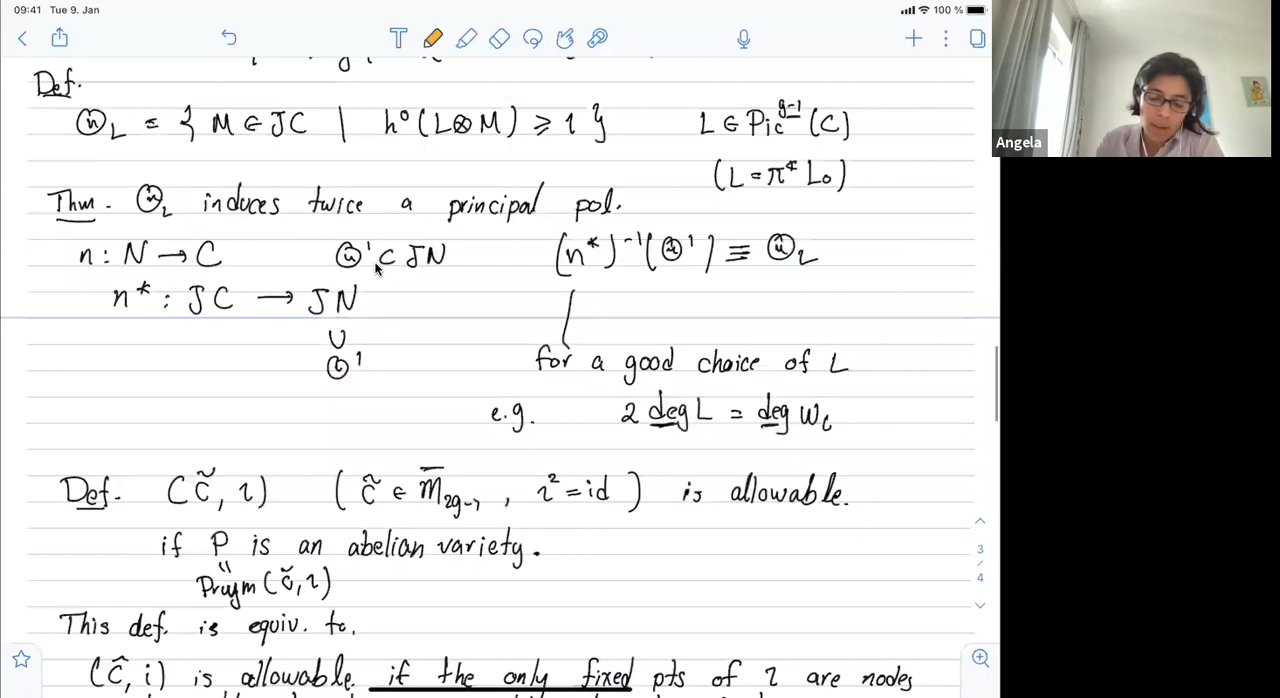 09:41 Tue 9. Jan
100 %
Def.
Θ_L = { M ∈ JC | h⁰(L⊗M) ≥ 1 } L ∈ Pic^{g-1}(C)
(L = π* L₀)
Thm. Θ_L induces twice a principal pol.
n : N → C Θ' ⊂ JN (n*)⁻¹(Θ') ≡ Θ_L
n* : JC → JN
∪
Θ'
for a good choice of L
e.g. 2 deg L = deg ω_C
Def. (C̃, ι) ( C̃ ∈ M̄_{2g-1}, ι² = id ) is allowable.
if P is an abelian variety.
=
Prym (C̃, ι)
This def. is equiv. to.
(C̃, i) is allowable if the only fixed pts of ι are nodes
Angela
3
/
4